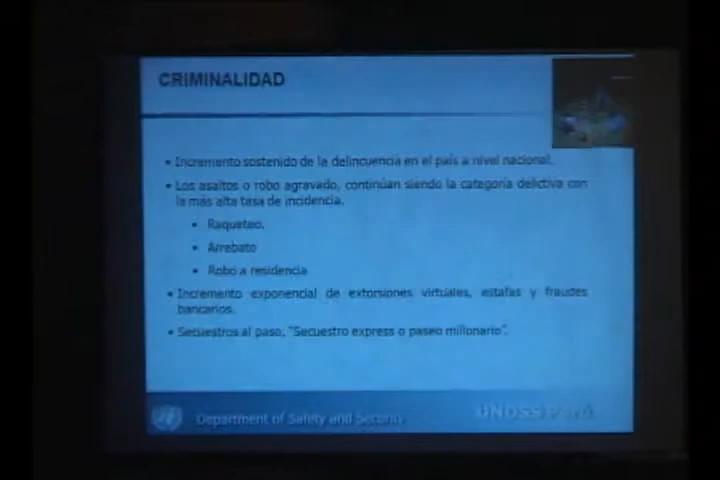 CRIMINALIDAD
• Incremento sostenido de la delincuencia en el país a nivel nacional.
• Los asaltos o robo agravado, continúan siendo la categoría delictiva con
la más alta tasa de incidencia.
• Raqueteo.
• Arrebato
• Robo a residencia
• Incremento exponencial de extorsiones virtuales, estafas y fraudes
bancarios.
• Secuestros al paso, "Secuestro express o paseo millonario".
Department of Safety and Security
UNDSS Perú